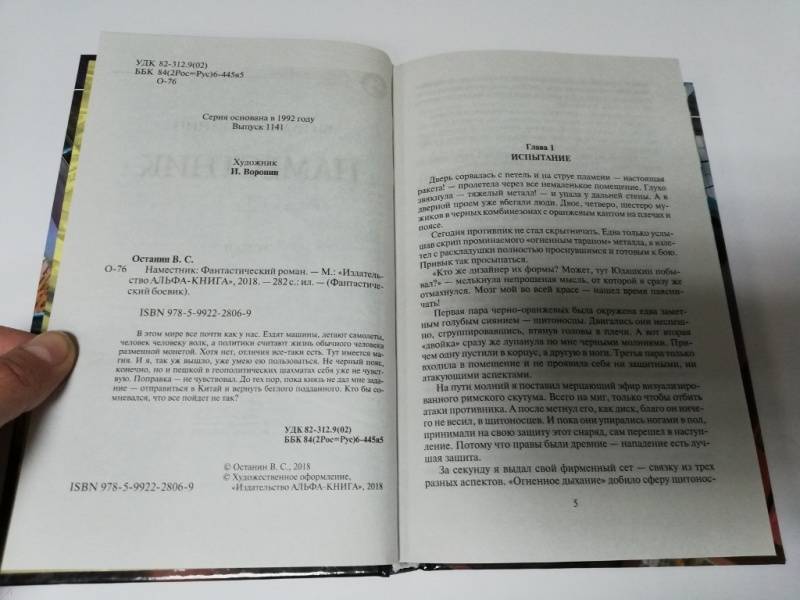 УДК 82-312.9(02)
ББК 84(2Рос=Рус)6-445я5
О-76
Серия основана в 1992 году
Выпуск 1141
Художник
И. Воронин
Останин В. С.
О-76 Наместник: Фантастический роман. — М.: «Издатель-
ство АЛЬФА-КНИГА», 2018. — 282 с.: ил. — (Фантастиче-
ский боевик).
ISBN 978-5-9922-2806-9
В этом мире все почти как у нас. Ездят машины, летают самолеты,
человек человеку волк, а политики считают жизнь обычного человека
разменной монетой. Хотя нет, отличия все-таки есть. Тут имеется ма-
гия. И я, так уж вышло, уже умею ею пользоваться. Не черный пояс,
конечно, но и пешкой в геополитических шахматах себя уже не чувст-
вую. Поправка — не чувствовал. До тех пор, пока князь не дал мне зада-
ние — отправиться в Китай и вернуть беглого подданного. Кто бы со-
мневался, что все пойдет не так?
УДК 82-312.9(02)
ББК 84(2Рос=Рус)6-445я5
© Останин В. С., 2018
© Художественное оформление,
ISBN 978-5-9922-2806-9 «Издательство АЛЬФА-КНИГА», 2018
Глава 1
ИСПЫТАНИЕ
Дверь сорвалась с петель и на струе пламени — настоящая
ракета! — пролетела через все немаленькое помещение. Глухо
звякнула — тяжелый металл! — и упала у дальней стены. А в
дверной проем уже вбегали люди. Двое, четверо, шестеро му-
жиков в черных комбинезонах с оранжевым кантом на плечах и
поясе.
Сегодня противник не стал скрытничать. Едва только услы-
шав скрип проминаемого «огненным тараном» металла, я взле-
тел с раскладушки полностью проснувшимся и готовым к бою.
Привык так просыпаться.
«Кто же дизайнер их формы? Может, тут Юдашкин побы-
вал?» — мелькнула непрошеная мысль, от которой я сразу же
отмахнулся. Мозг мой во всей красе — нашел время паясни-
чать!
Первая пара черно-оранжевых была окружена едва замет-
ным голубым сиянием — щитоносцы. Двигались они неспеш-
но, сгруппировавшись, втянув головы в плечи. А вот вторая
«двойка» сразу же лупанула по мне черными молниями. При-
чем одну пустили в корпус, а другую в ноги. Третья пара только
входила в помещение и не проявила себя ни защитными, ни
атакующими аспектами.
На пути молний я поставил мерцающий эфир визуализиро-
ванного римского скутума. Всего на миг, только чтобы отбить
атаки противника. А после метнул его, как диск, благо он ниче-
го не весил, в щитоносцев. И пока они упирались ногами в пол,
принимали на свою защиту этот снаряд, сам перешел в наступ-
ление. Потому что правы были древние — нападение есть луч-
шая защита.
За секунду я выдал свой фирменный сет — связку из трех
разных аспектов. «Огненное дыхание» добило сферу щитонос-
5